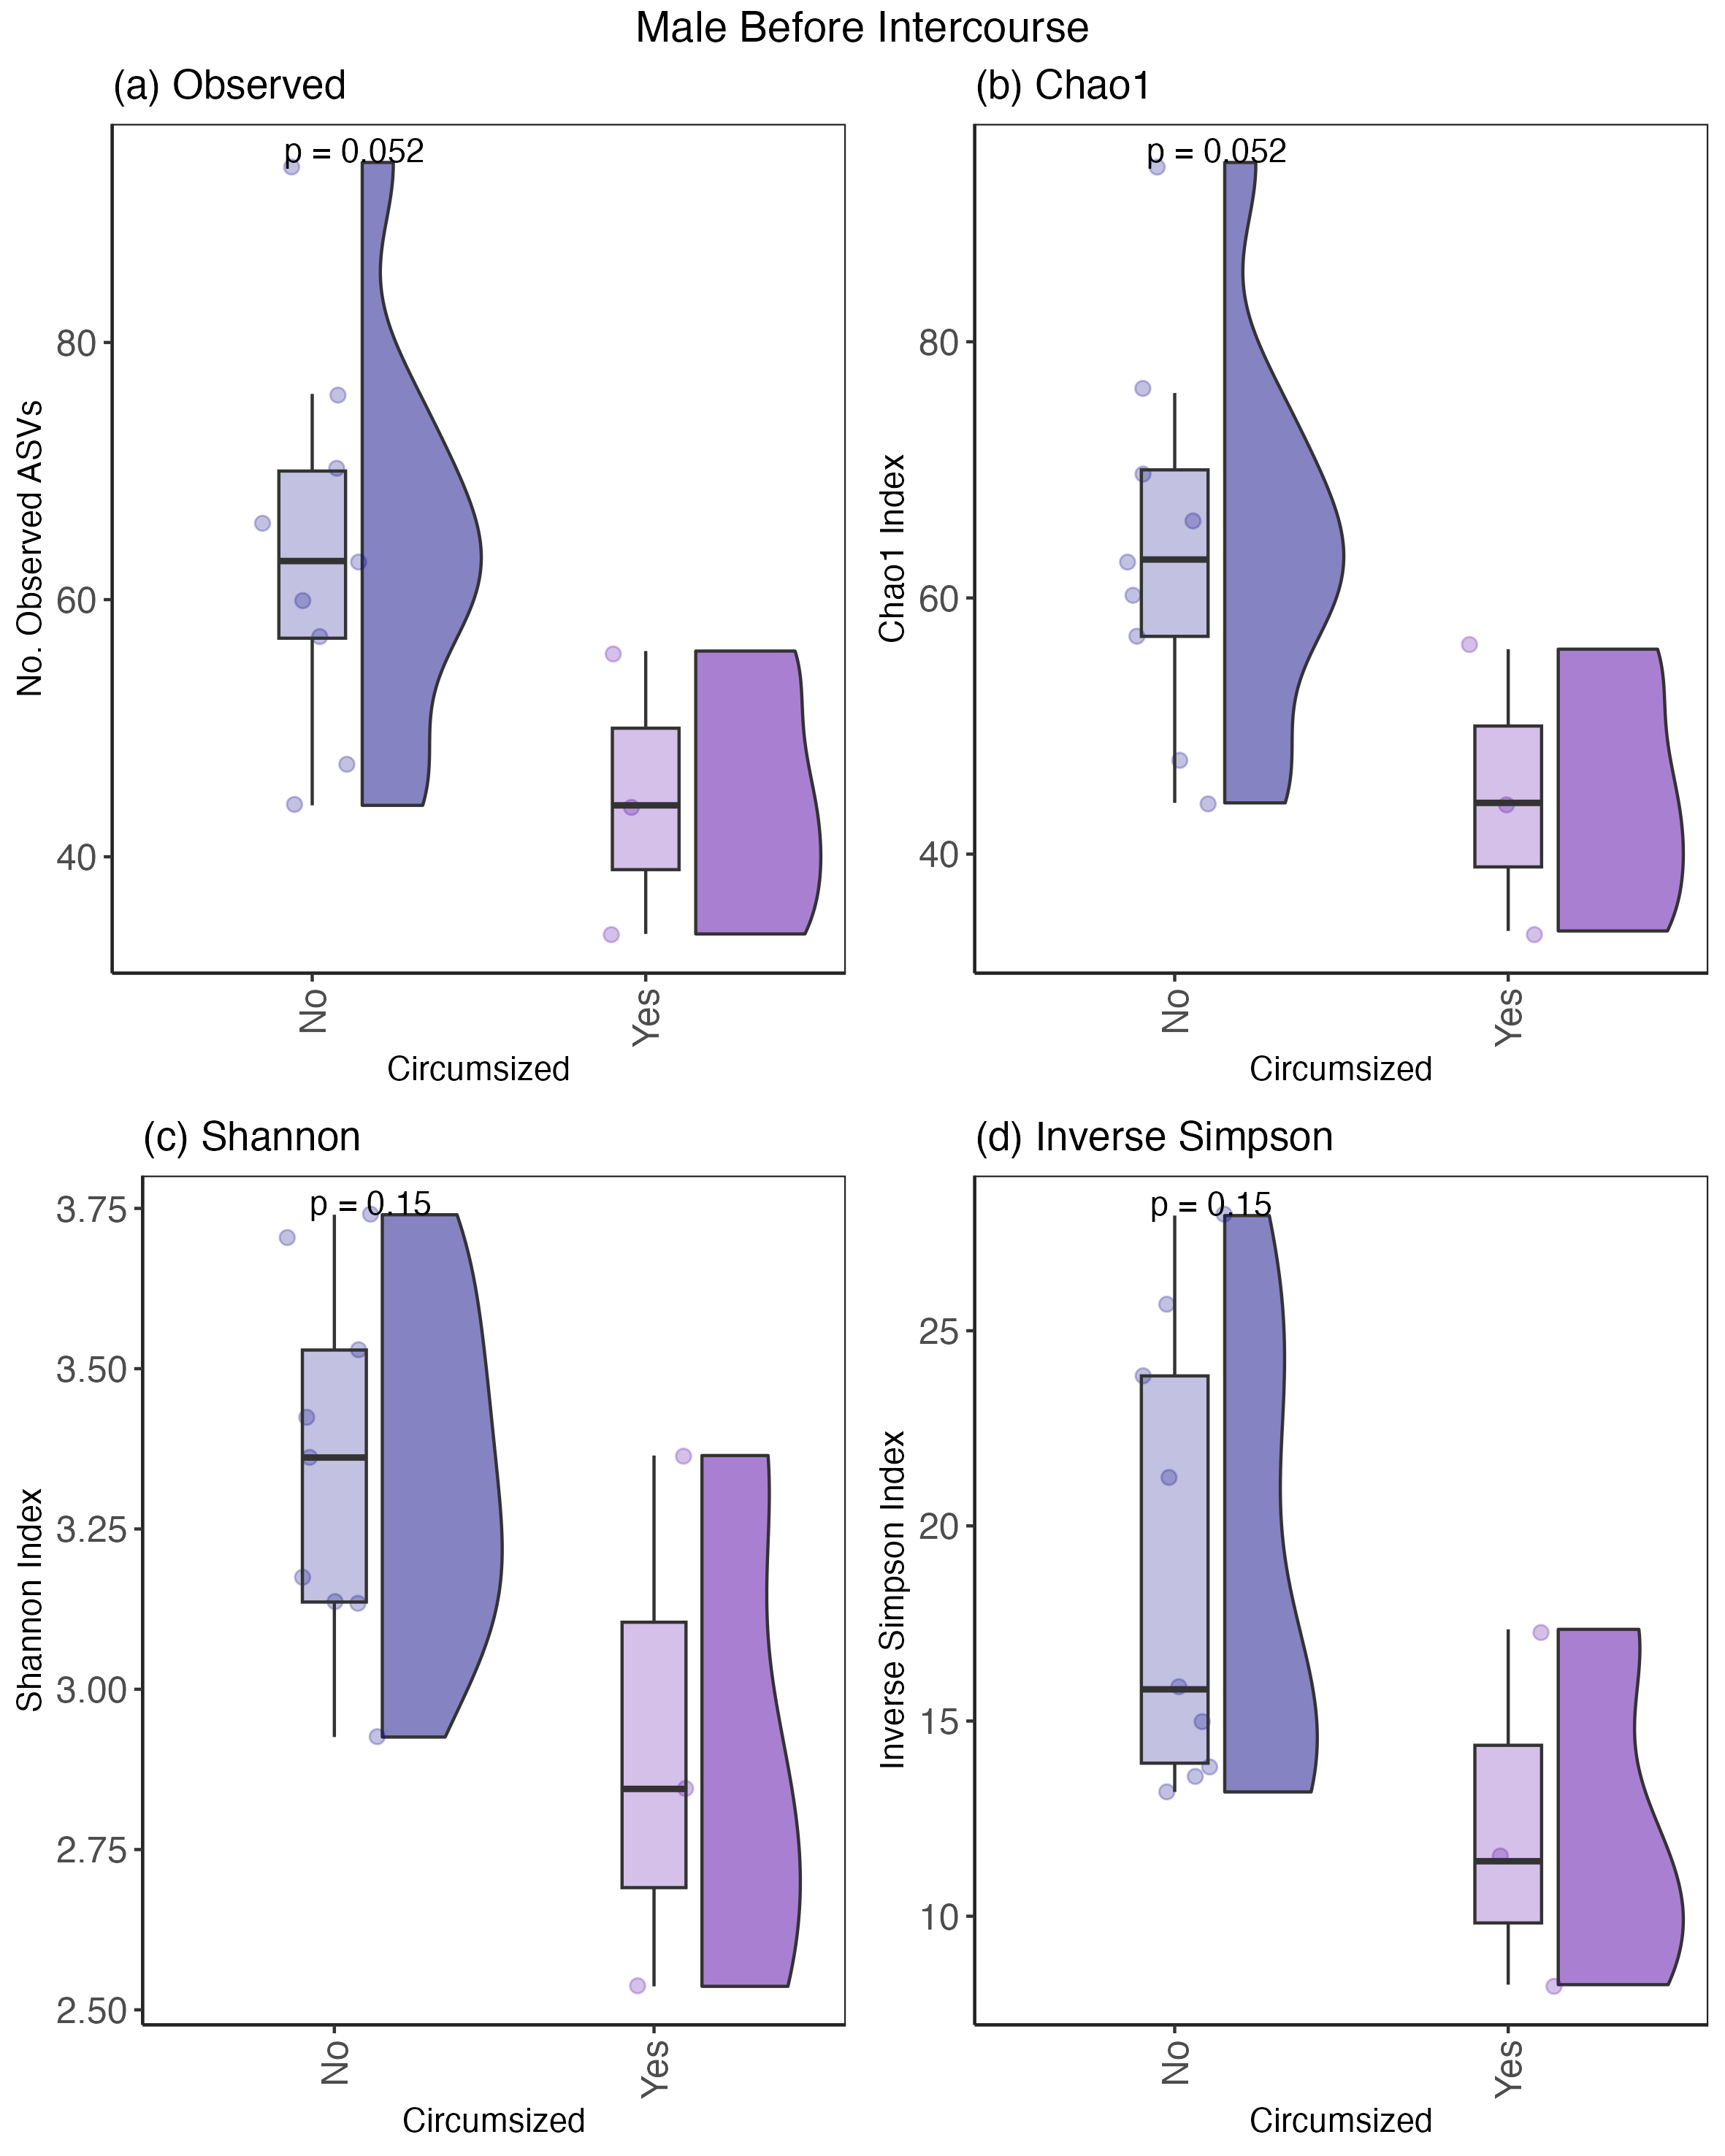 Male Before Intercourse
(a) Observed
p = 0.052
No. Observed ASVs
80
60
40
No
Yes
Circumsized
(b) Chao1
p = 0.052
Chao1 Index
80
60
40
No
Yes
Circumsized
(c) Shannon
p = 0.15
Shannon Index
3.75
3.50
3.25
3.00
2.75
2.50
No
Yes
Circumsized
(d) Inverse Simpson
p = 0.15
Inverse Simpson Index
25
20
15
10
No
Yes
Circumsized